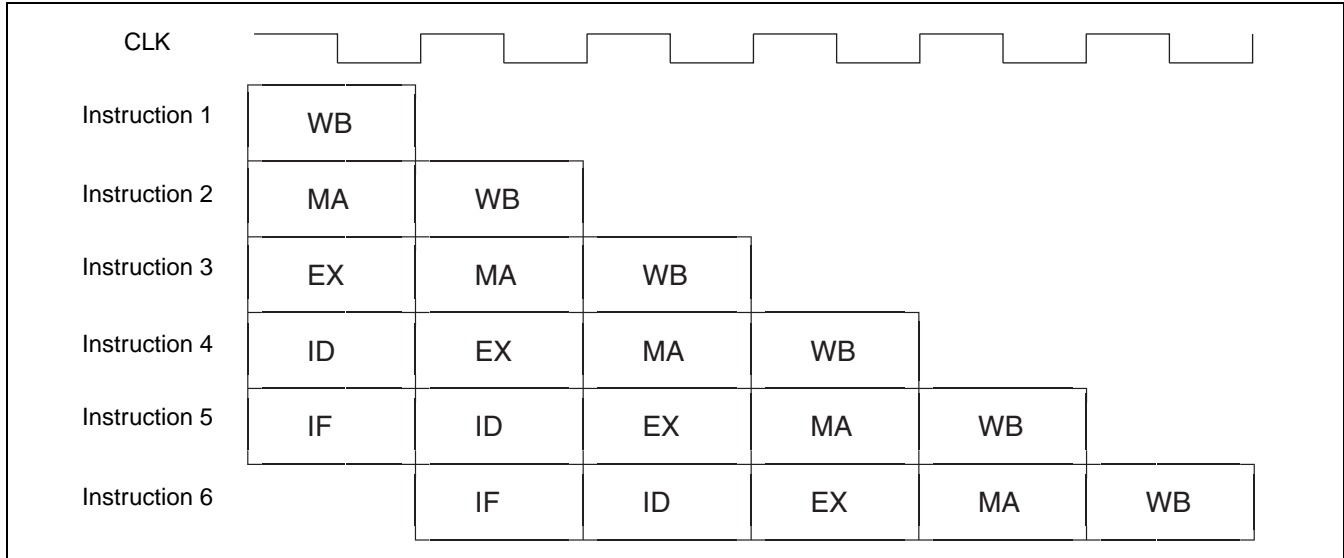 CLK
Instruction 1 WB
Instruction 2 MA WB
Instruction 3 EX MA WB
Instruction 4 ID EX MA WB
Instruction 5 IF ID EX MA WB
Instruction 6 IF ID EX MA WB